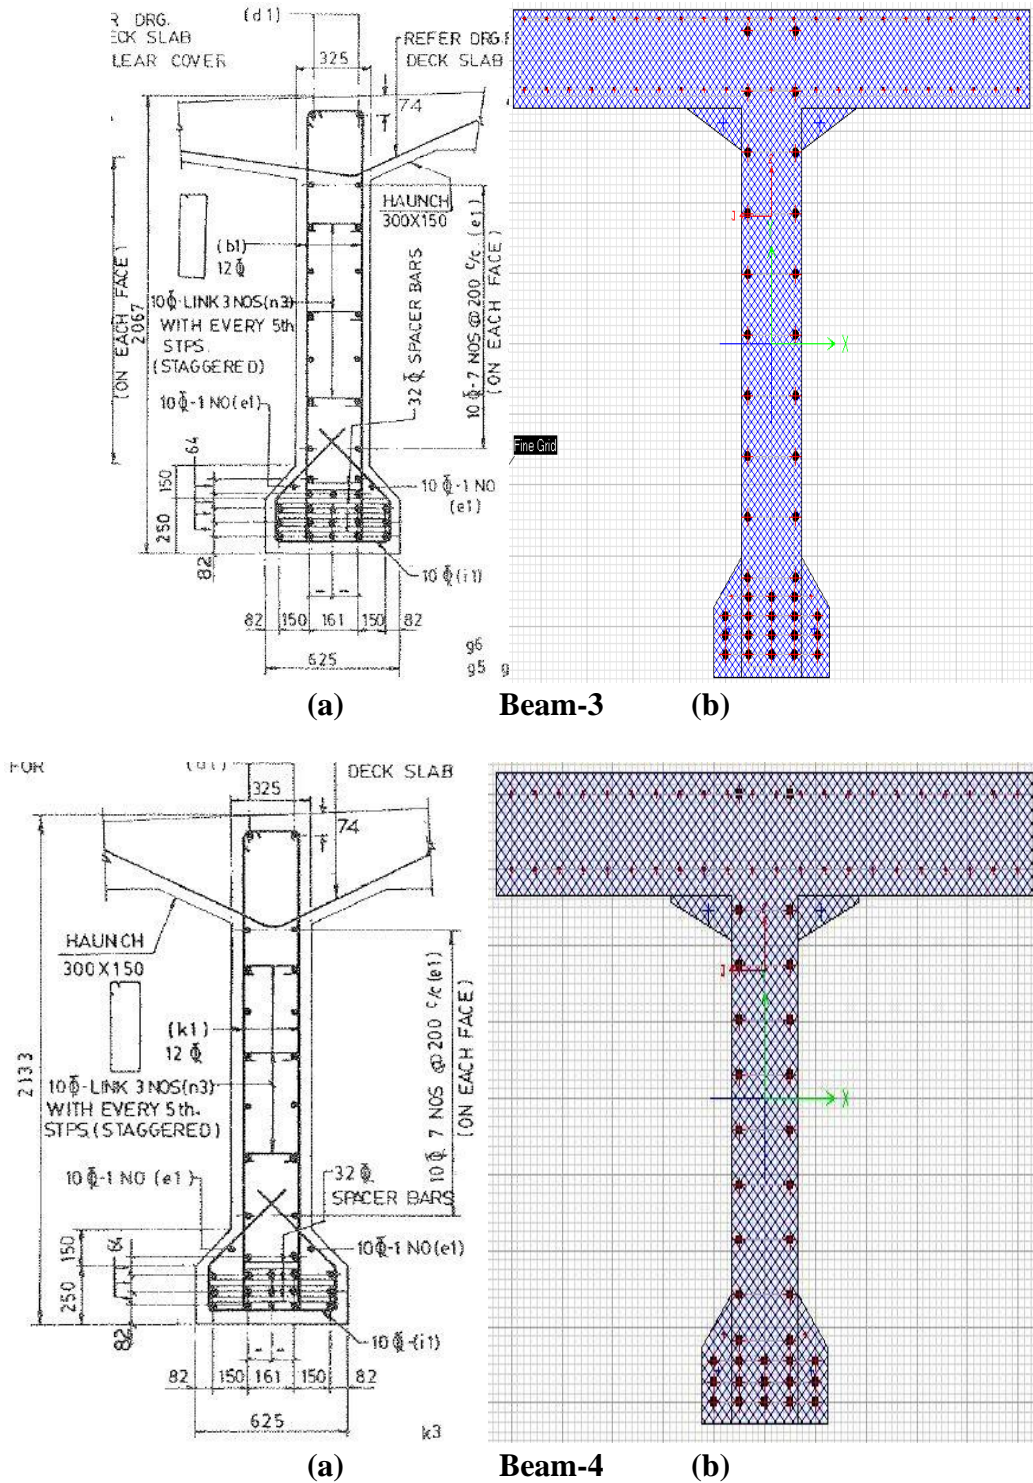 (d1)
R DRG.
ECK SLAB
LEAR COVER
325
REFER DRG.F
DECK SLAB
74
HAUNCH
300X150
(b1)
12Φ
10Φ-LINK 3 NOS(n3)
WITH EVERY 5th
STPS.
(STAGGERED)
(ON EACH FACE)
2067
32 Φ SPACER BARS
10Φ-7 NOS @ 200 c/c (e1)
(ON EACH FACE)
10Φ-1 NO(e1)
64
150
250
82
10Φ-1 NO
(e1)
10Φ(i1)
82 150 161 150 82
625
g6
g5 g
X
Fine Grid
(a) Beam-3 (b)
FOR
DECK SLAB
325
74
HAUNCH
300X150
(k1)
12 Φ
10Φ-LINK 3 NOS(n3)
WITH EVERY 5th.
STPS.(STAGGERED)
2133
10Φ 7 NOS @ 200 c/c(e1)
(ON EACH FACE)
10Φ-1 NO (e1)
32Φ
SPACER BARS
64
150
250
82
10Φ-1 NO(e1)
10Φ-(i1)
82 150 161 150 82
625
k3
X
(a) Beam-4 (b)